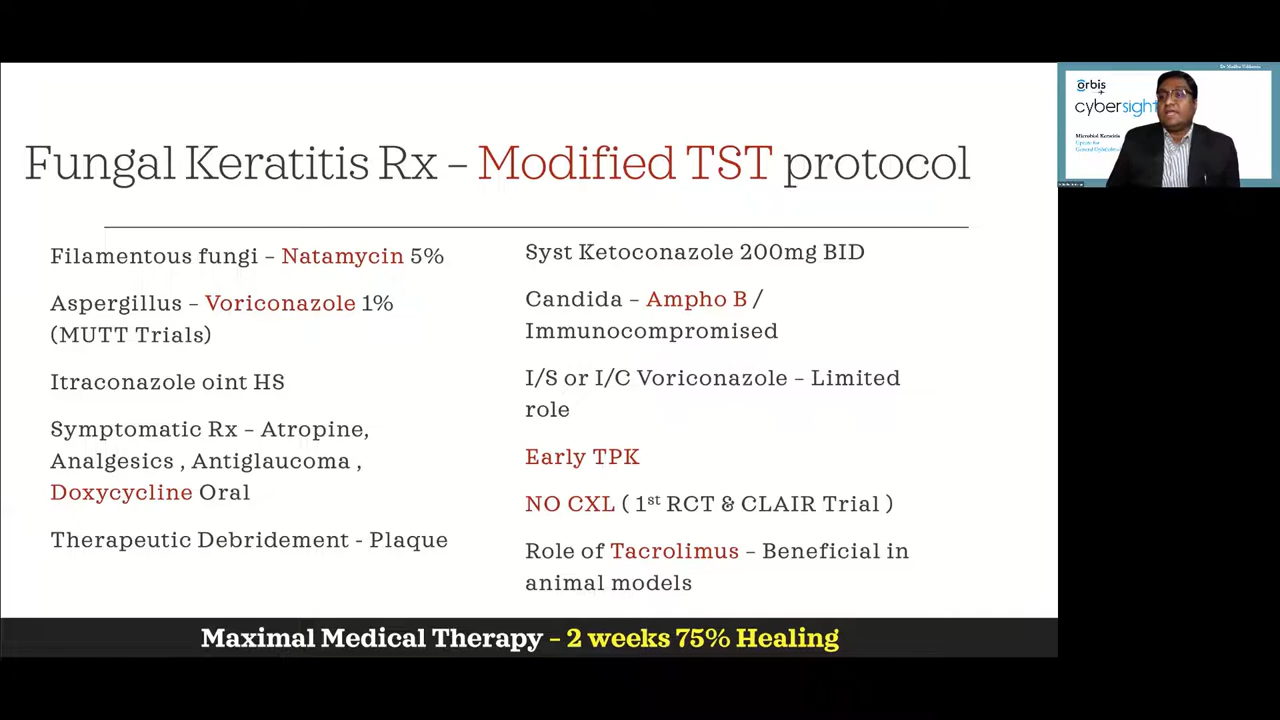 Fungal Keratitis Rx – Modified TST protocol
Filamentous fungi – Natamycin 5%
Aspergillus – Voriconazole 1%
(MUTT Trials)
Itraconazole oint HS
Symptomatic Rx – Atropine,
Analgesics , Antiglaucoma ,
Doxycycline Oral
Therapeutic Debridement - Plaque
Syst Ketoconazole 200mg BID
Candida – Ampho B /
Immunocompromised
I/S or I/C Voriconazole – Limited
role
Early TPK
NO CXL ( 1st RCT & CLAIR Trial )
Role of Tacrolimus – Beneficial in
animal models
Maximal Medical Therapy – 2 weeks 75% Healing
orbis
cybersight
Microbial Keratitis